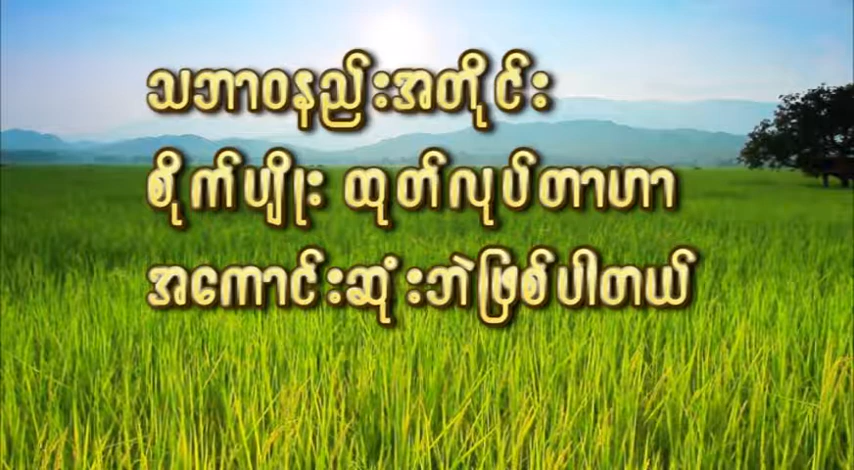 သဘာဝနည်းအတိုင်း
စိုက်ပျိုး ထုတ်လုပ်တာဟာ
အကောင်းဆုံးဘဲဖြစ်ပါတယ်